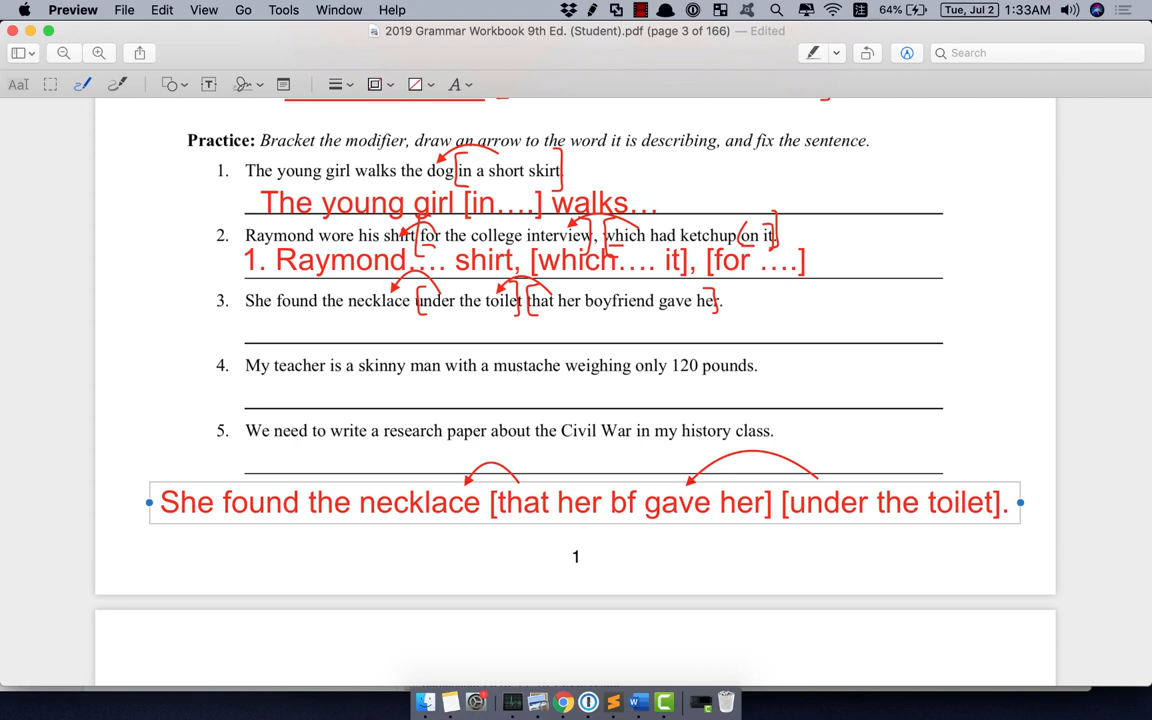 Preview File Edit View Go Tools Window Help 64% Tue, Jul 2 1:33AM
2019 Grammar Workbook 9th Ed. (Student).pdf (page 3 of 166) — Edited
Search
AaI T A
Practice: Bracket the modifier, draw an arrow to the word it is describing, and fix the sentence.
1. The young girl walks the dog [in a short skirt].
The young girl [in....] walks...
2. Raymond wore his shirt [for the college interview], [which had ketchup (on it].
1. Raymond.... shirt, [which.... it], [for ....]
3. She found the necklace [under the toilet] [that her boyfriend gave her].
4. My teacher is a skinny man with a mustache weighing only 120 pounds.
5. We need to write a research paper about the Civil War in my history class.
She found the necklace [that her bf gave her] [under the toilet].
1